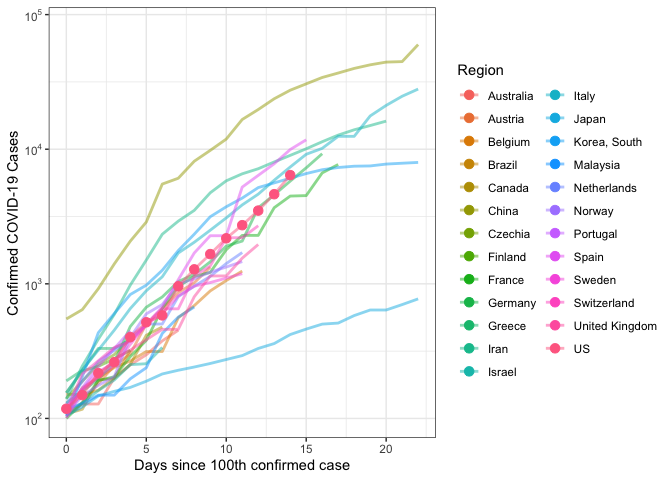 10^5
10^4
10^3
10^2
Confirmed COVID-19 Cases
0 5 10 15 20
Days since 100th confirmed case
Region
Australia
Austria
Belgium
Brazil
Canada
China
Czechia
Finland
France
Germany
Greece
Iran
Israel
Italy
Japan
Korea, South
Malaysia
Netherlands
Norway
Portugal
Spain
Sweden
Switzerland
United Kingdom
US